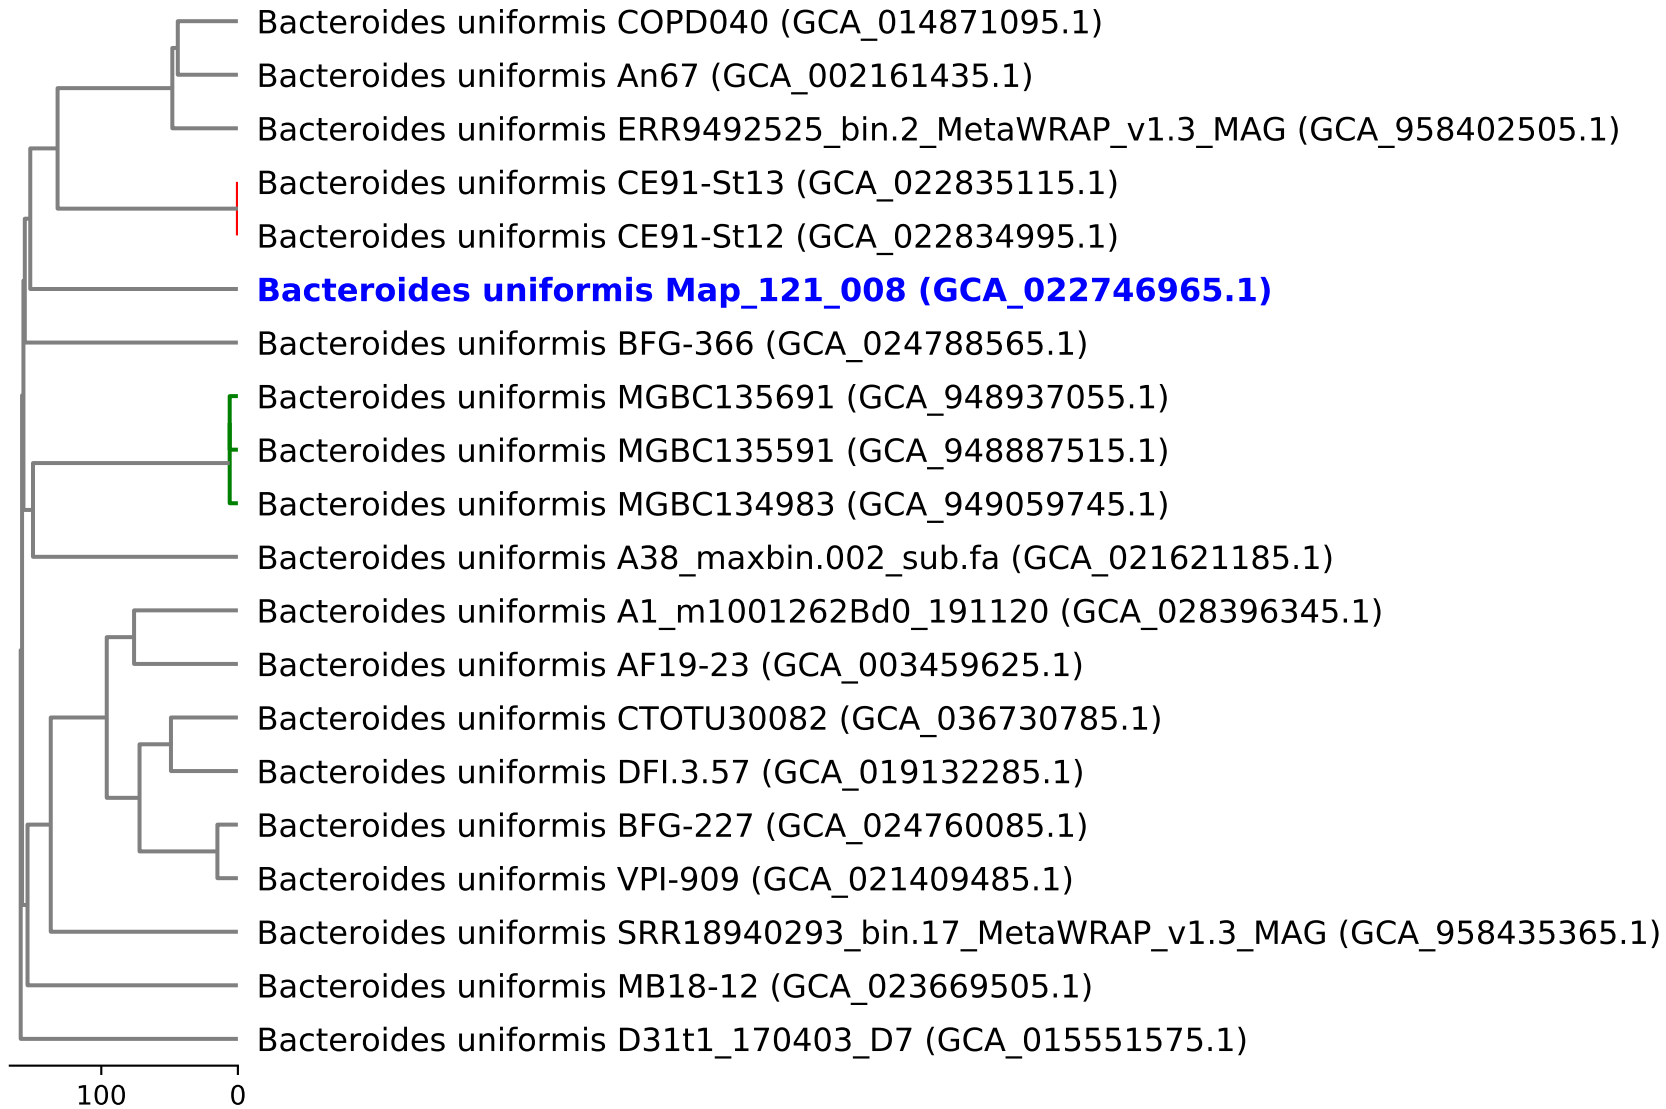 Bacteroides uniformis COPD040 (GCA_014871095.1)
Bacteroides uniformis An67 (GCA_002161435.1)
Bacteroides uniformis ERR9492525_bin.2_MetaWRAP_v1.3_MAG (GCA_958402505.1)
Bacteroides uniformis CE91-St13 (GCA_022835115.1)
Bacteroides uniformis CE91-St12 (GCA_022834995.1)
Bacteroides uniformis Map_121_008 (GCA_022746965.1)
Bacteroides uniformis BFG-366 (GCA_024788565.1)
Bacteroides uniformis MGBC135691 (GCA_948937055.1)
Bacteroides uniformis MGBC135591 (GCA_948887515.1)
Bacteroides uniformis MGBC134983 (GCA_949059745.1)
Bacteroides uniformis A38_maxbin.002_sub.fa (GCA_021621185.1)
Bacteroides uniformis A1_m1001262Bd0_191120 (GCA_028396345.1)
Bacteroides uniformis AF19-23 (GCA_003459625.1)
Bacteroides uniformis CTOTU30082 (GCA_036730785.1)
Bacteroides uniformis DFI.3.57 (GCA_019132285.1)
Bacteroides uniformis BFG-227 (GCA_024760085.1)
Bacteroides uniformis VPI-909 (GCA_021409485.1)
Bacteroides uniformis SRR18940293_bin.17_MetaWRAP_v1.3_MAG (GCA_958435365.1)
Bacteroides uniformis MB18-12 (GCA_023669505.1)
Bacteroides uniformis D31t1_170403_D7 (GCA_015551575.1)
100 0